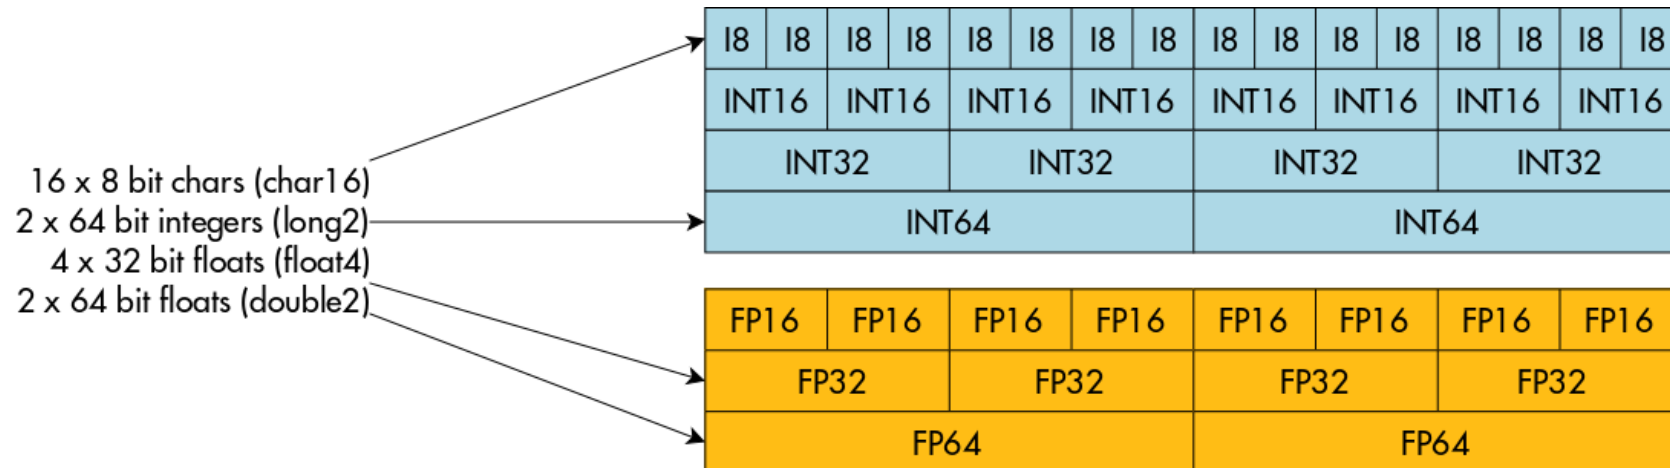 I8 I8 I8 I8 I8 I8 I8 I8 I8 I8 I8 I8 I8 I8 I8 I8
INT16 INT16 INT16 INT16 INT16 INT16 INT16 INT16
INT32 INT32 INT32 INT32
INT64 INT64
16 x 8 bit chars (char16)
2 x 64 bit integers (long2)
4 x 32 bit floats (float4)
2 x 64 bit floats (double2)
FP16 FP16 FP16 FP16 FP16 FP16 FP16 FP16
FP32 FP32 FP32 FP32
FP64 FP64